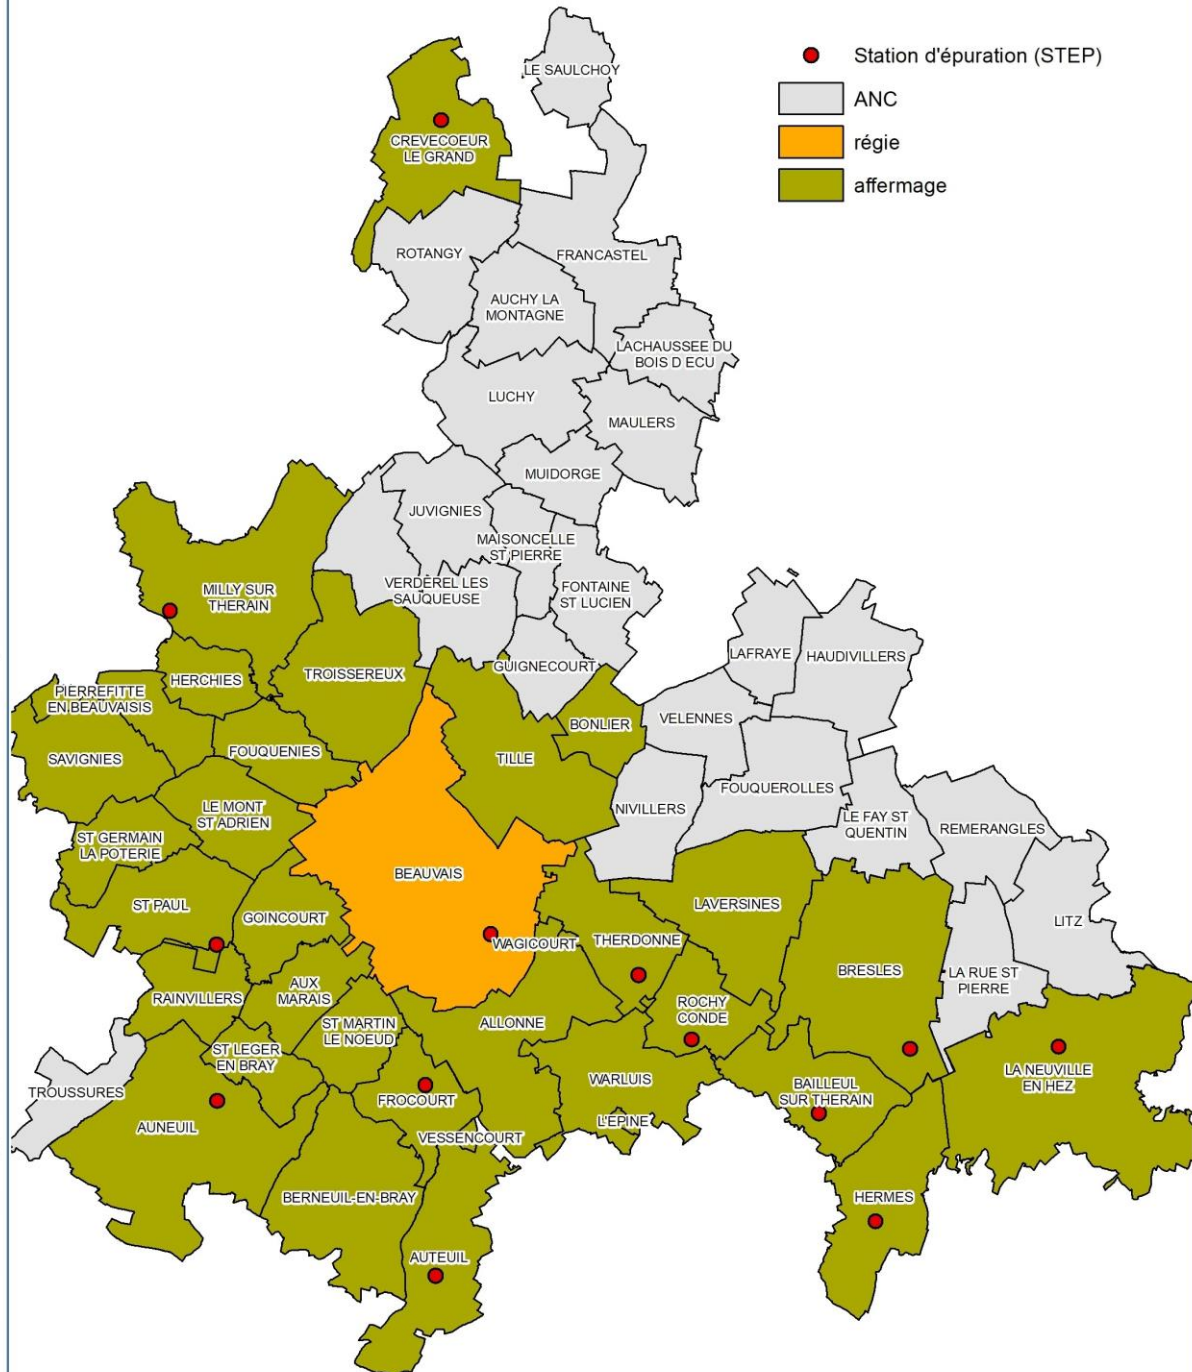 Station d'épuration (STEP)
ANC
régie
affermage
LE SAULCHOY
CREVECOEUR
LE GRAND
ROTANGY
FRANCASTEL
AUCHY LA
MONTAGNE
LACHAUSSEE DU
BOIS D ECU
LUCHY
MAULERS
MUIDORGE
JUVIGNIES
MAISONCELLE
ST PIERRE
VERDEREL LES
SAUQUEUSE
FONTAINE
ST LUCIEN
MILLY SUR
THERAIN
GUIGNECOURT
LAFRAYE
HAUDIVILLERS
TROISSEREUX
HERCHIES
PIERREFITTE
EN BEAUVAISIS
VELENNES
BONLIER
FOUQUENIES
SAVIGNIES
TILLE
FOUQUEROLLES
NIVILLERS
LE MONT
ST ADRIEN
LE FAY ST
QUENTIN
REMERANGLES
ST GERMAIN
LA POTERIE
BEAUVAIS
LITZ
ST PAUL
GOINCOURT
LAVERSINES
WAGICOURT
THERDONNE
BRESLES
LA RUE ST
PIERRE
RAINVILLERS
AUX
MARAIS
ROCHY
CONDE
ST MARTIN
LE NOEUD
ALLONNE
ST LEGER
EN BRAY
TROUSSURES
WARLUIS
BAILLEUL
SUR THERAIN
LA NEUVILLE
EN HEZ
FROCOURT
AUNEUIL
L'EPINE
VESSENCOURT
BERNEUIL-EN-BRAY
HERMES
AUTEUIL